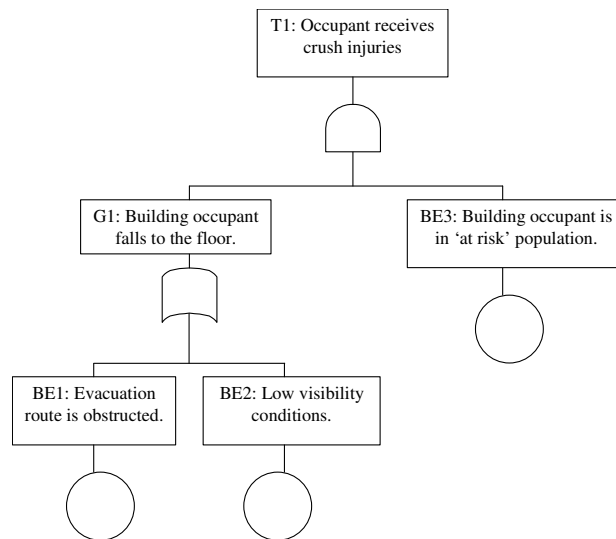 T1: Occupant receives
crush injuries
G1: Building occupant
falls to the floor.
BE3: Building occupant is
in ‘at risk’ population.
BE1: Evacuation
route is obstructed.
BE2: Low visibility
conditions.